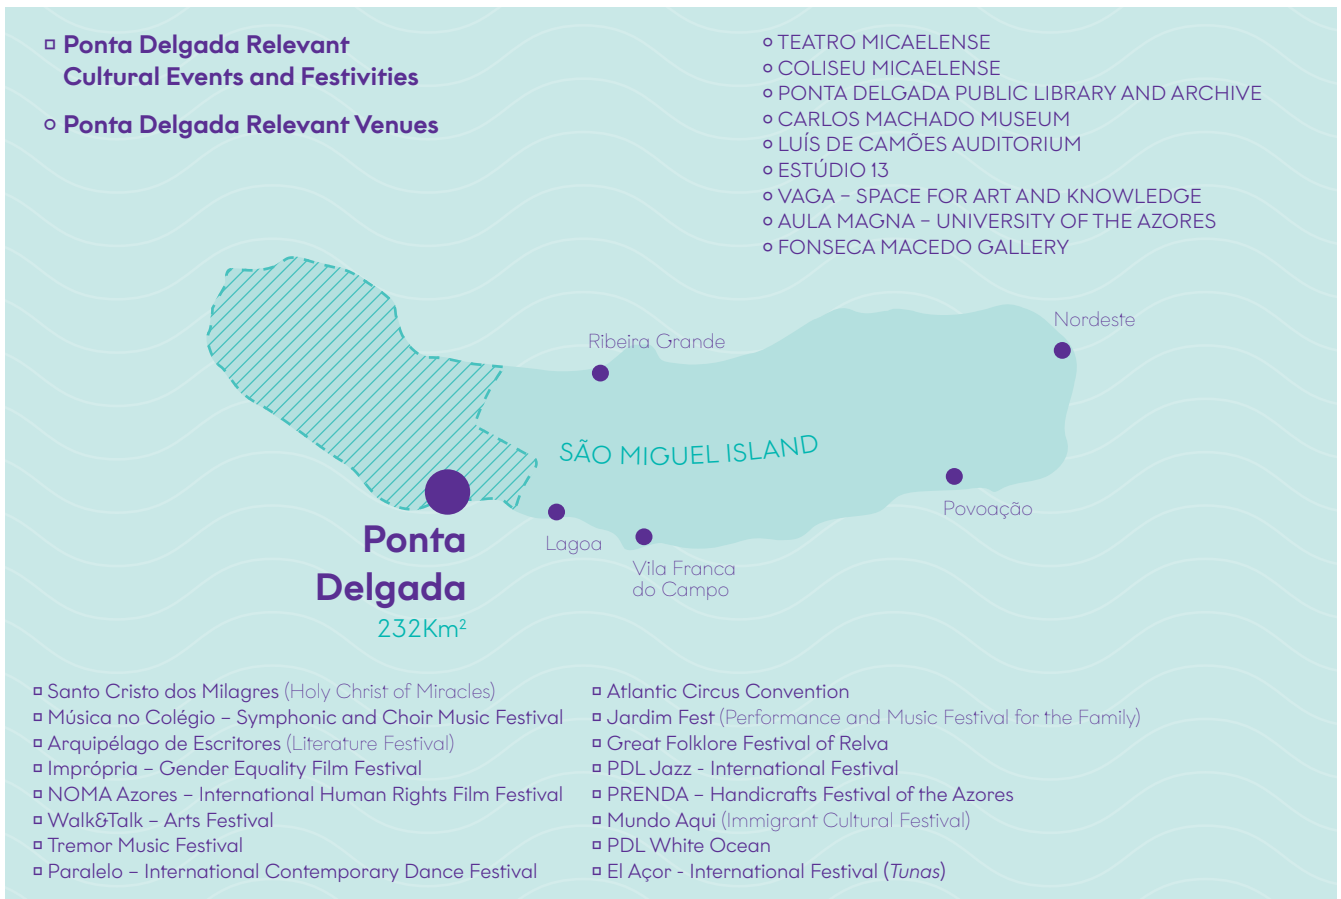 Ponta Delgada Relevant
Cultural Events and Festivities
Ponta Delgada Relevant Venues
TEATRO MICAELENSE
COLISEU MICAELENSE
PONTA DELGADA PUBLIC LIBRARY AND ARCHIVE
CARLOS MACHADO MUSEUM
LUÍS DE CAMÕES AUDITORIUM
ESTÚDIO 13
VAGA – SPACE FOR ART AND KNOWLEDGE
AULA MAGNA – UNIVERSITY OF THE AZORES
FONSECA MACEDO GALLERY
Nordeste
Ribeira Grande
SÃO MIGUEL ISLAND
Povoação
Lagoa
Vila Franca
do Campo
Ponta
Delgada
232Km²
Santo Cristo dos Milagres (Holy Christ of Miracles)
Música no Colégio – Symphonic and Choir Music Festival
Arquipélago de Escritores (Literature Festival)
Imprópria – Gender Equality Film Festival
NOMA Azores – International Human Rights Film Festival
Walk&Talk – Arts Festival
Tremor Music Festival
Paralelo – International Contemporary Dance Festival
Atlantic Circus Convention
Jardim Fest (Performance and Music Festival for the Family)
Great Folklore Festival of Relva
PDL Jazz - International Festival
PRENDA – Handicrafts Festival of the Azores
Mundo Aqui (Immigrant Cultural Festival)
PDL White Ocean
El Açor - International Festival (Tunas)